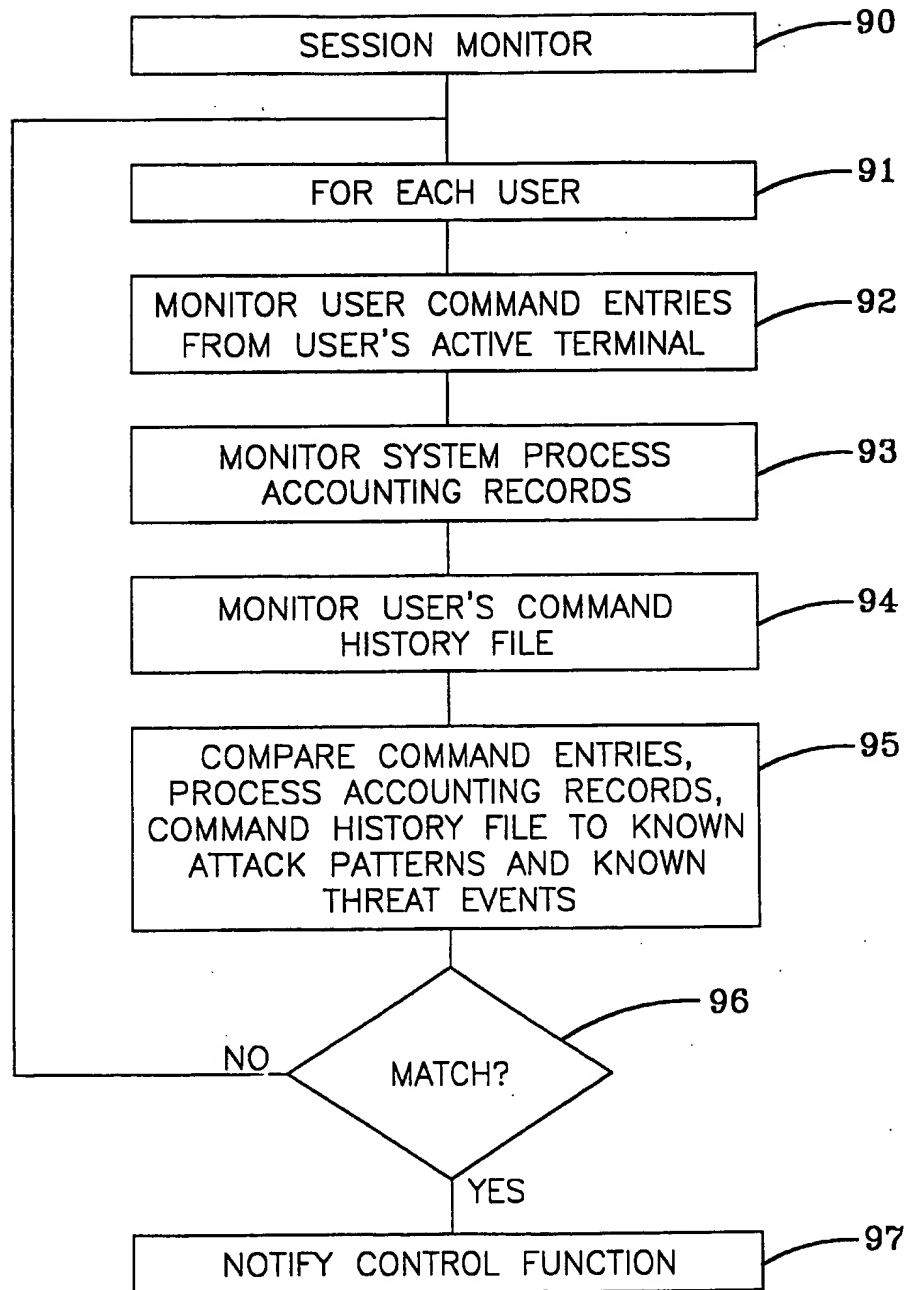 SESSION MONITOR
90
FOR EACH USER
91
MONITOR USER COMMAND ENTRIES
FROM USER'S ACTIVE TERMINAL
92
MONITOR SYSTEM PROCESS
ACCOUNTING RECORDS
93
MONITOR USER'S COMMAND
HISTORY FILE
94
COMPARE COMMAND ENTRIES,
PROCESS ACCOUNTING RECORDS,
COMMAND HISTORY FILE TO KNOWN
ATTACK PATTERNS AND KNOWN
THREAT EVENTS
95
MATCH?
96
NO
YES
NOTIFY CONTROL FUNCTION
97